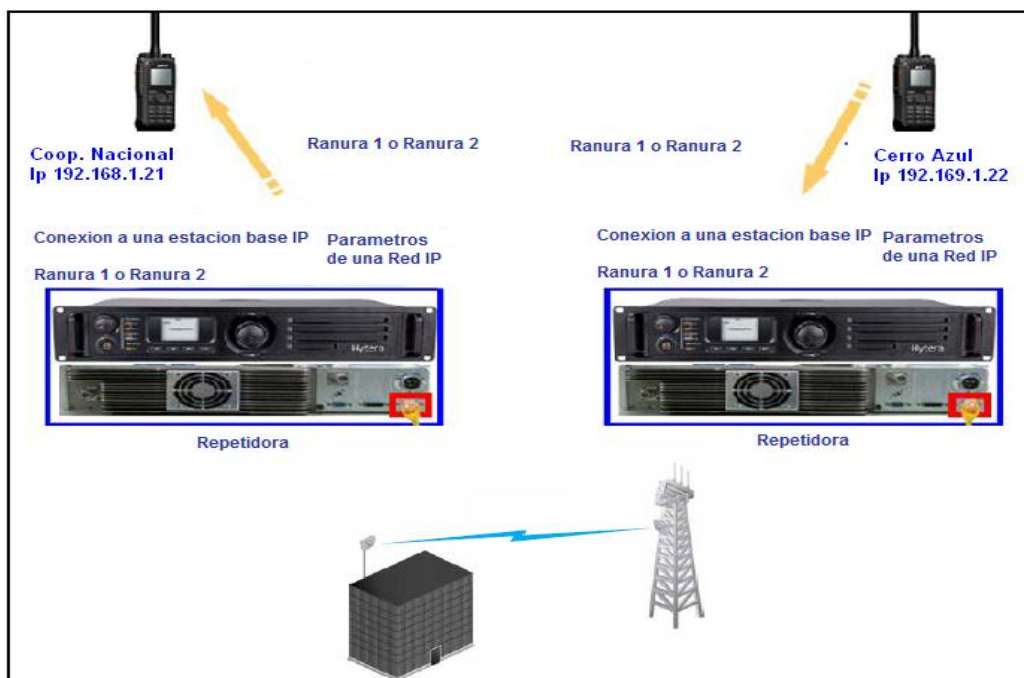 Coop. Nacional
Ip 192.168.1.21
Ranura 1 o Ranura 2
Ranura 1 o Ranura 2
Cerro Azul
Ip 192.169.1.22
Conexion a una estacion base IP
Parametros
de una Red IP
Ranura 1 o Ranura 2
Conexion a una estacion base IP
Parametros
de una Red IP
Ranura 1 o Ranura 2
Hytera
Hytera
Repetidora
Repetidora